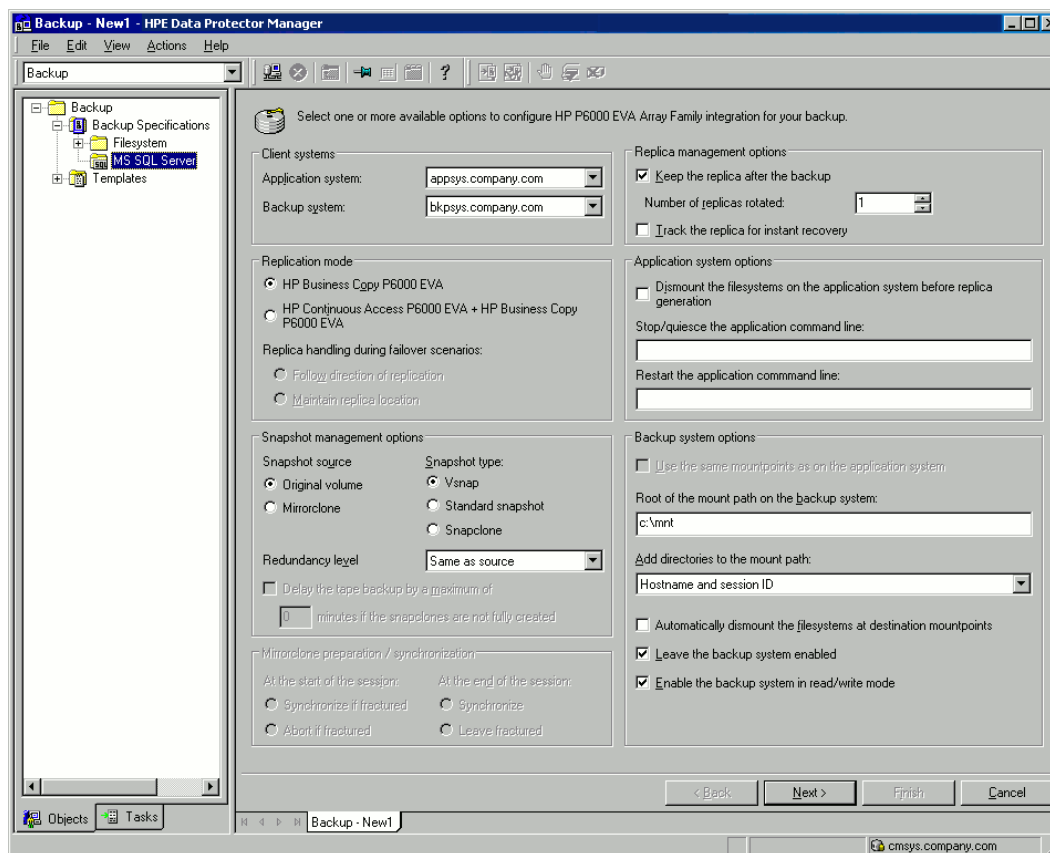 Backup - New1 - HPE Data Protector Manager
File Edit View Actions Help
Backup
Backup
Backup Specifications
Filesystem
MS SQL Server
Templates
Select one or more available options to configure HP P6000 EVA Array Family integration for your backup.
Client systems
Application system: appsys.company.com
Backup system: bkpsys.company.com
Replication mode
HP Business Copy P6000 EVA
HP Continuous Access P6000 EVA + HP Business Copy
P6000 EVA
Replica handling during failover scenarios:
Follow direction of replication
Maintain replica location
Snapshot management options
Snapshot source Snapshot type:
Original volume Vsnap
Mirrorclone Standard snapshot
Snapclone
Redundancy level Same as source
Delay the tape backup by a maximum of
0 minutes if the snapclones are not fully created
Mirrorclone preparation / synchronization
At the start of the session: At the end of the session:
Synchronize if fractured Synchronize
Abort if fractured Leave fractured
Replica management options
Keep the replica after the backup
Number of replicas rotated: 1
Track the replica for instant recovery
Application system options
Dismount the filesystems on the application system before replica
generation
Stop/quiesce the application command line:
Restart the application commmand line:
Backup system options
Use the same mountpoints as on the application system
Root of the mount path on the backup system:
c:\mnt
Add directories to the mount path:
Hostname and session ID
Automatically dismount the filesystems at destination mountpoints
Leave the backup system enabled
Enable the backup system in read/write mode
< Back Next > Finish Cancel
Objects Tasks
Backup - New1
cmsys.company.com